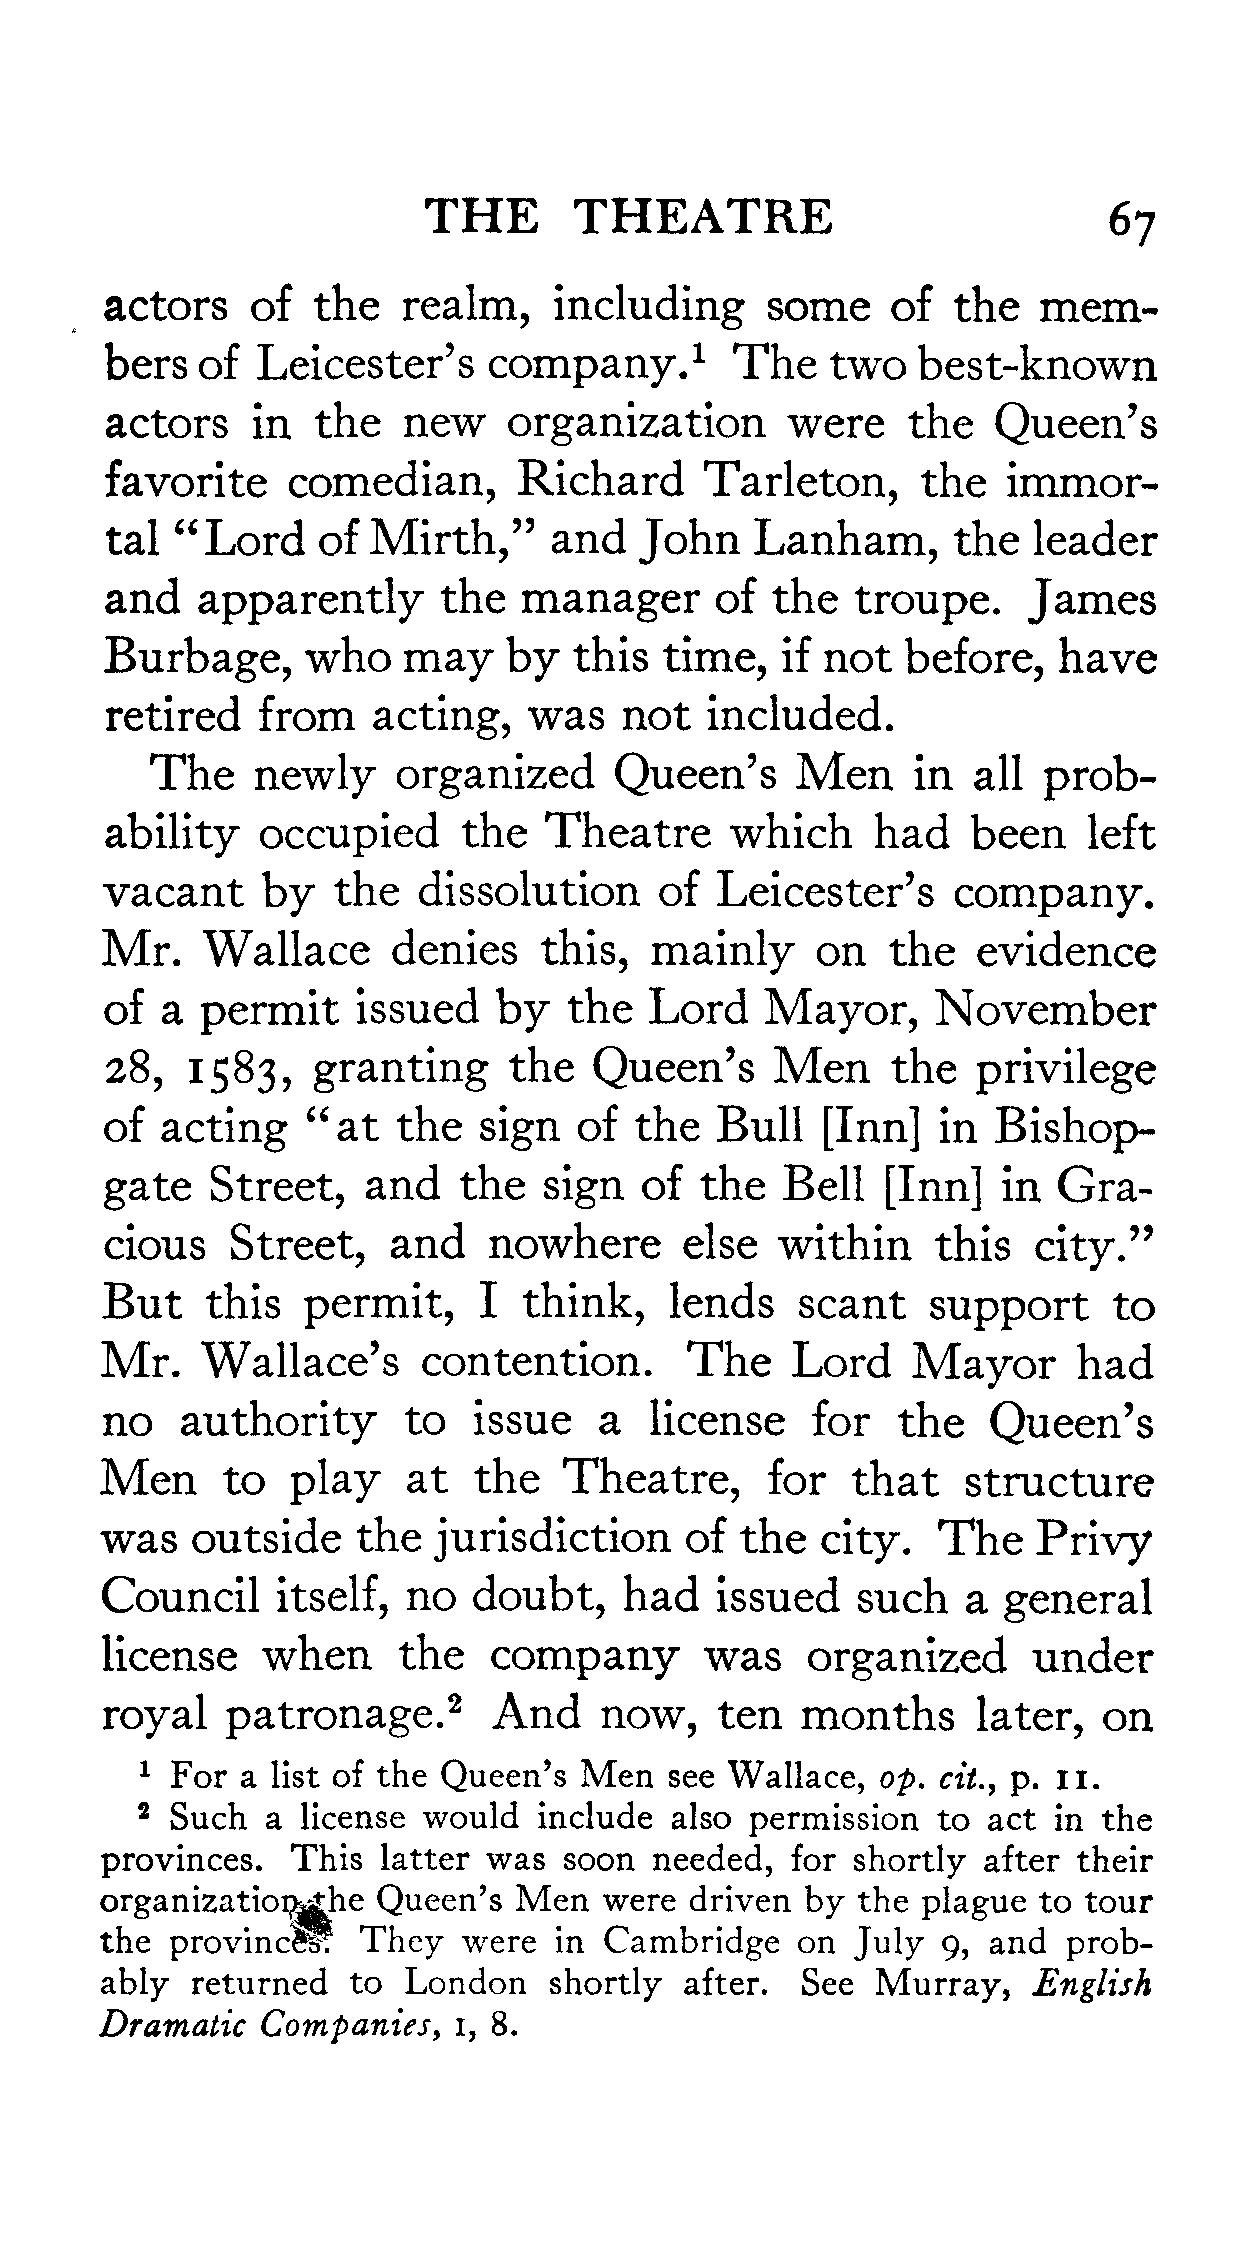 THE THEATRE 67
actors of the realm, including some of the mem-
bers of Leicester's company.¹ The two best-known
actors in the new organization were the Queen's
favorite comedian, Richard Tarleton, the immor-
tal "Lord of Mirth," and John Lanham, the leader
and apparently the manager of the troupe. James
Burbage, who may by this time, if not before, have
retired from acting, was not included.
The newly organized Queen's Men in all prob-
ability occupied the Theatre which had been left
vacant by the dissolution of Leicester's company.
Mr. Wallace denies this, mainly on the evidence
of a permit issued by the Lord Mayor, November
28, 1583, granting the Queen's Men the privilege
of acting "at the sign of the Bull [Inn] in Bishop-
gate Street, and the sign of the Bell [Inn] in Gra-
cious Street, and nowhere else within this city."
But this permit, I think, lends scant support to
Mr. Wallace's contention. The Lord Mayor had
no authority to issue a license for the Queen's
Men to play at the Theatre, for that structure
was outside the jurisdiction of the city. The Privy
Council itself, no doubt, had issued such a general
license when the company was organized under
royal patronage.² And now, ten months later, on
¹ For a list of the Queen's Men see Wallace, op. cit., p. 11.
² Such a license would include also permission to act in the
provinces. This latter was soon needed, for shortly after their
organization the Queen's Men were driven by the plague to tour
the provinces. They were in Cambridge on July 9, and prob-
ably returned to London shortly after. See Murray, English
Dramatic Companies, I, 8.